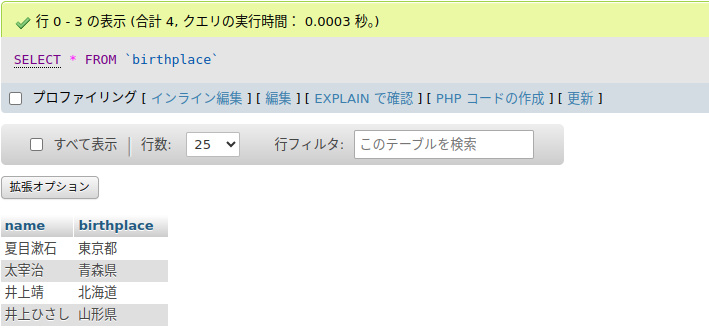 行 0 - 3 の表示 (合計 4, クエリの実行時間： 0.0003 秒。)
SELECT * FROM `birthplace`
プロファイリング [ インライン編集 ] [ 編集 ] [ EXPLAIN で確認 ] [ PHP コードの作成 ] [ 更新 ]
すべて表示 行数: 25 行フィルタ: このテーブルを検索
拡張オプション
name birthplace
夏目漱石 東京都
太宰治 青森県
井上靖 北海道
井上ひさし 山形県